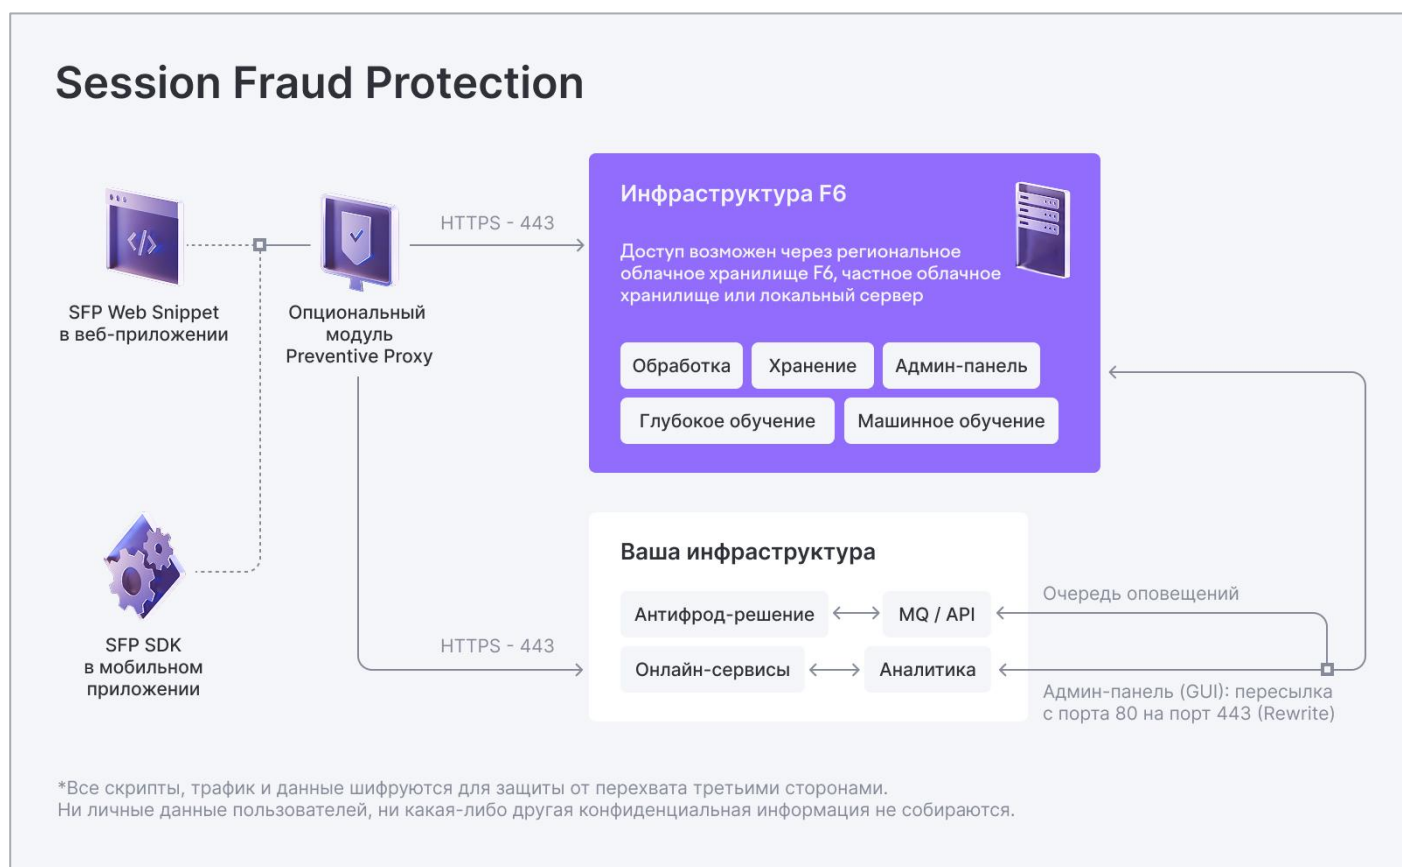 Session Fraud Protection
SFP Web Snippet
в веб-приложении
Опциональный
модуль
Preventive Proxy
HTTPS - 443
Инфраструктура F6
Доступ возможен через региональное
облачное хранилище F6, частное облачное
хранилище или локальный сервер
Обработка
Хранение
Админ-панель
Глубокое обучение
Машинное обучение
SFP SDK
в мобильном
приложении
HTTPS - 443
Ваша инфраструктура
Антифрод-решение
MQ / API
Онлайн-сервисы
Аналитика
Очередь оповещений
Админ-панель (GUI): пересылка
с порта 80 на порт 443 (Rewrite)
*Все скрипты, трафик и данные шифруются для защиты от перехвата третьими сторонами.
Ни личные данные пользователей, ни какая-либо другая конфиденциальная информация не собираются.